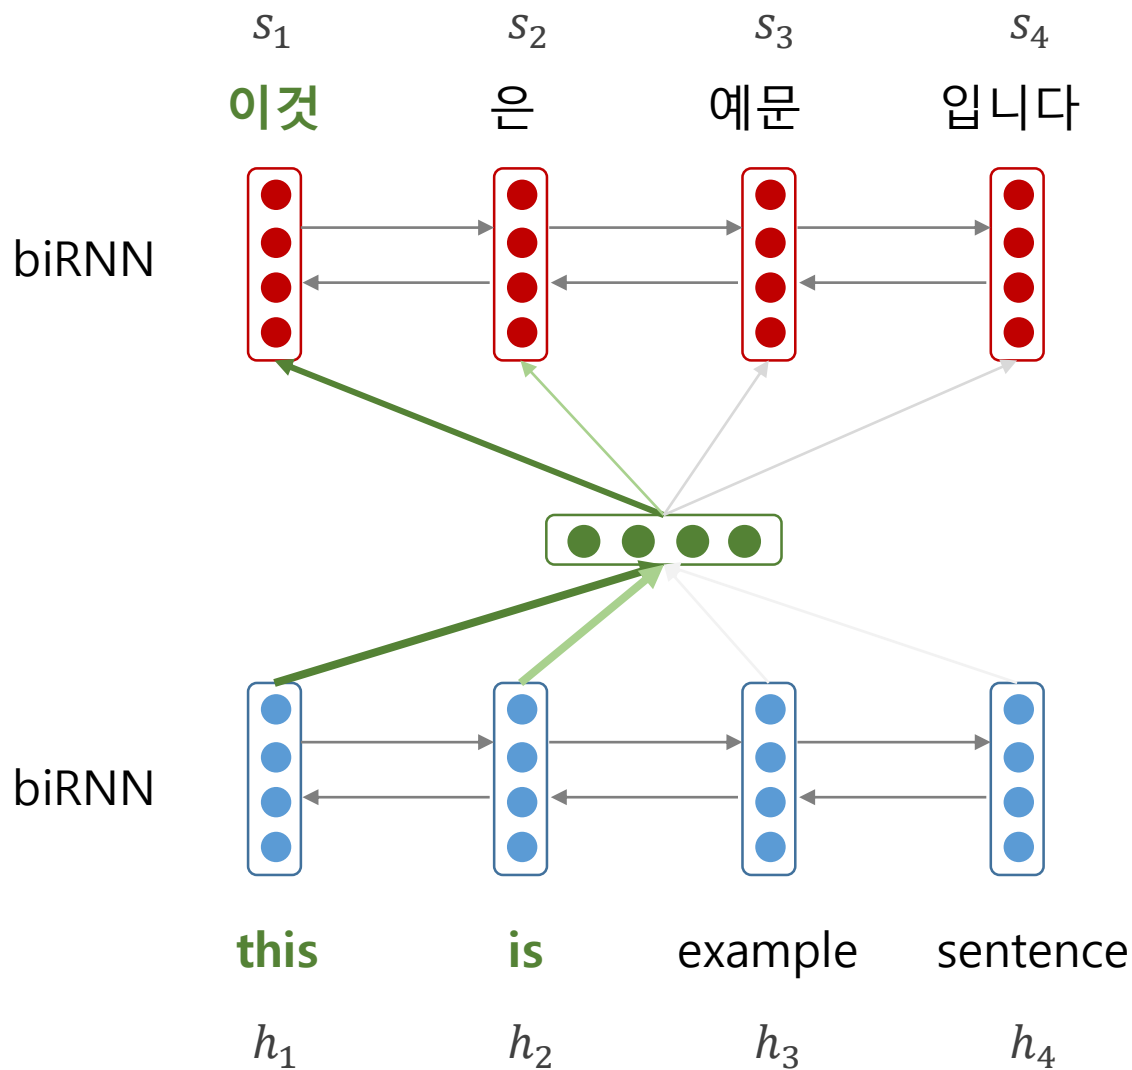 s₁ s₂ s₃ s₄
이것 은 예문 입니다
biRNN
biRNN
this is example sentence
h₁ h₂ h₃ h₄